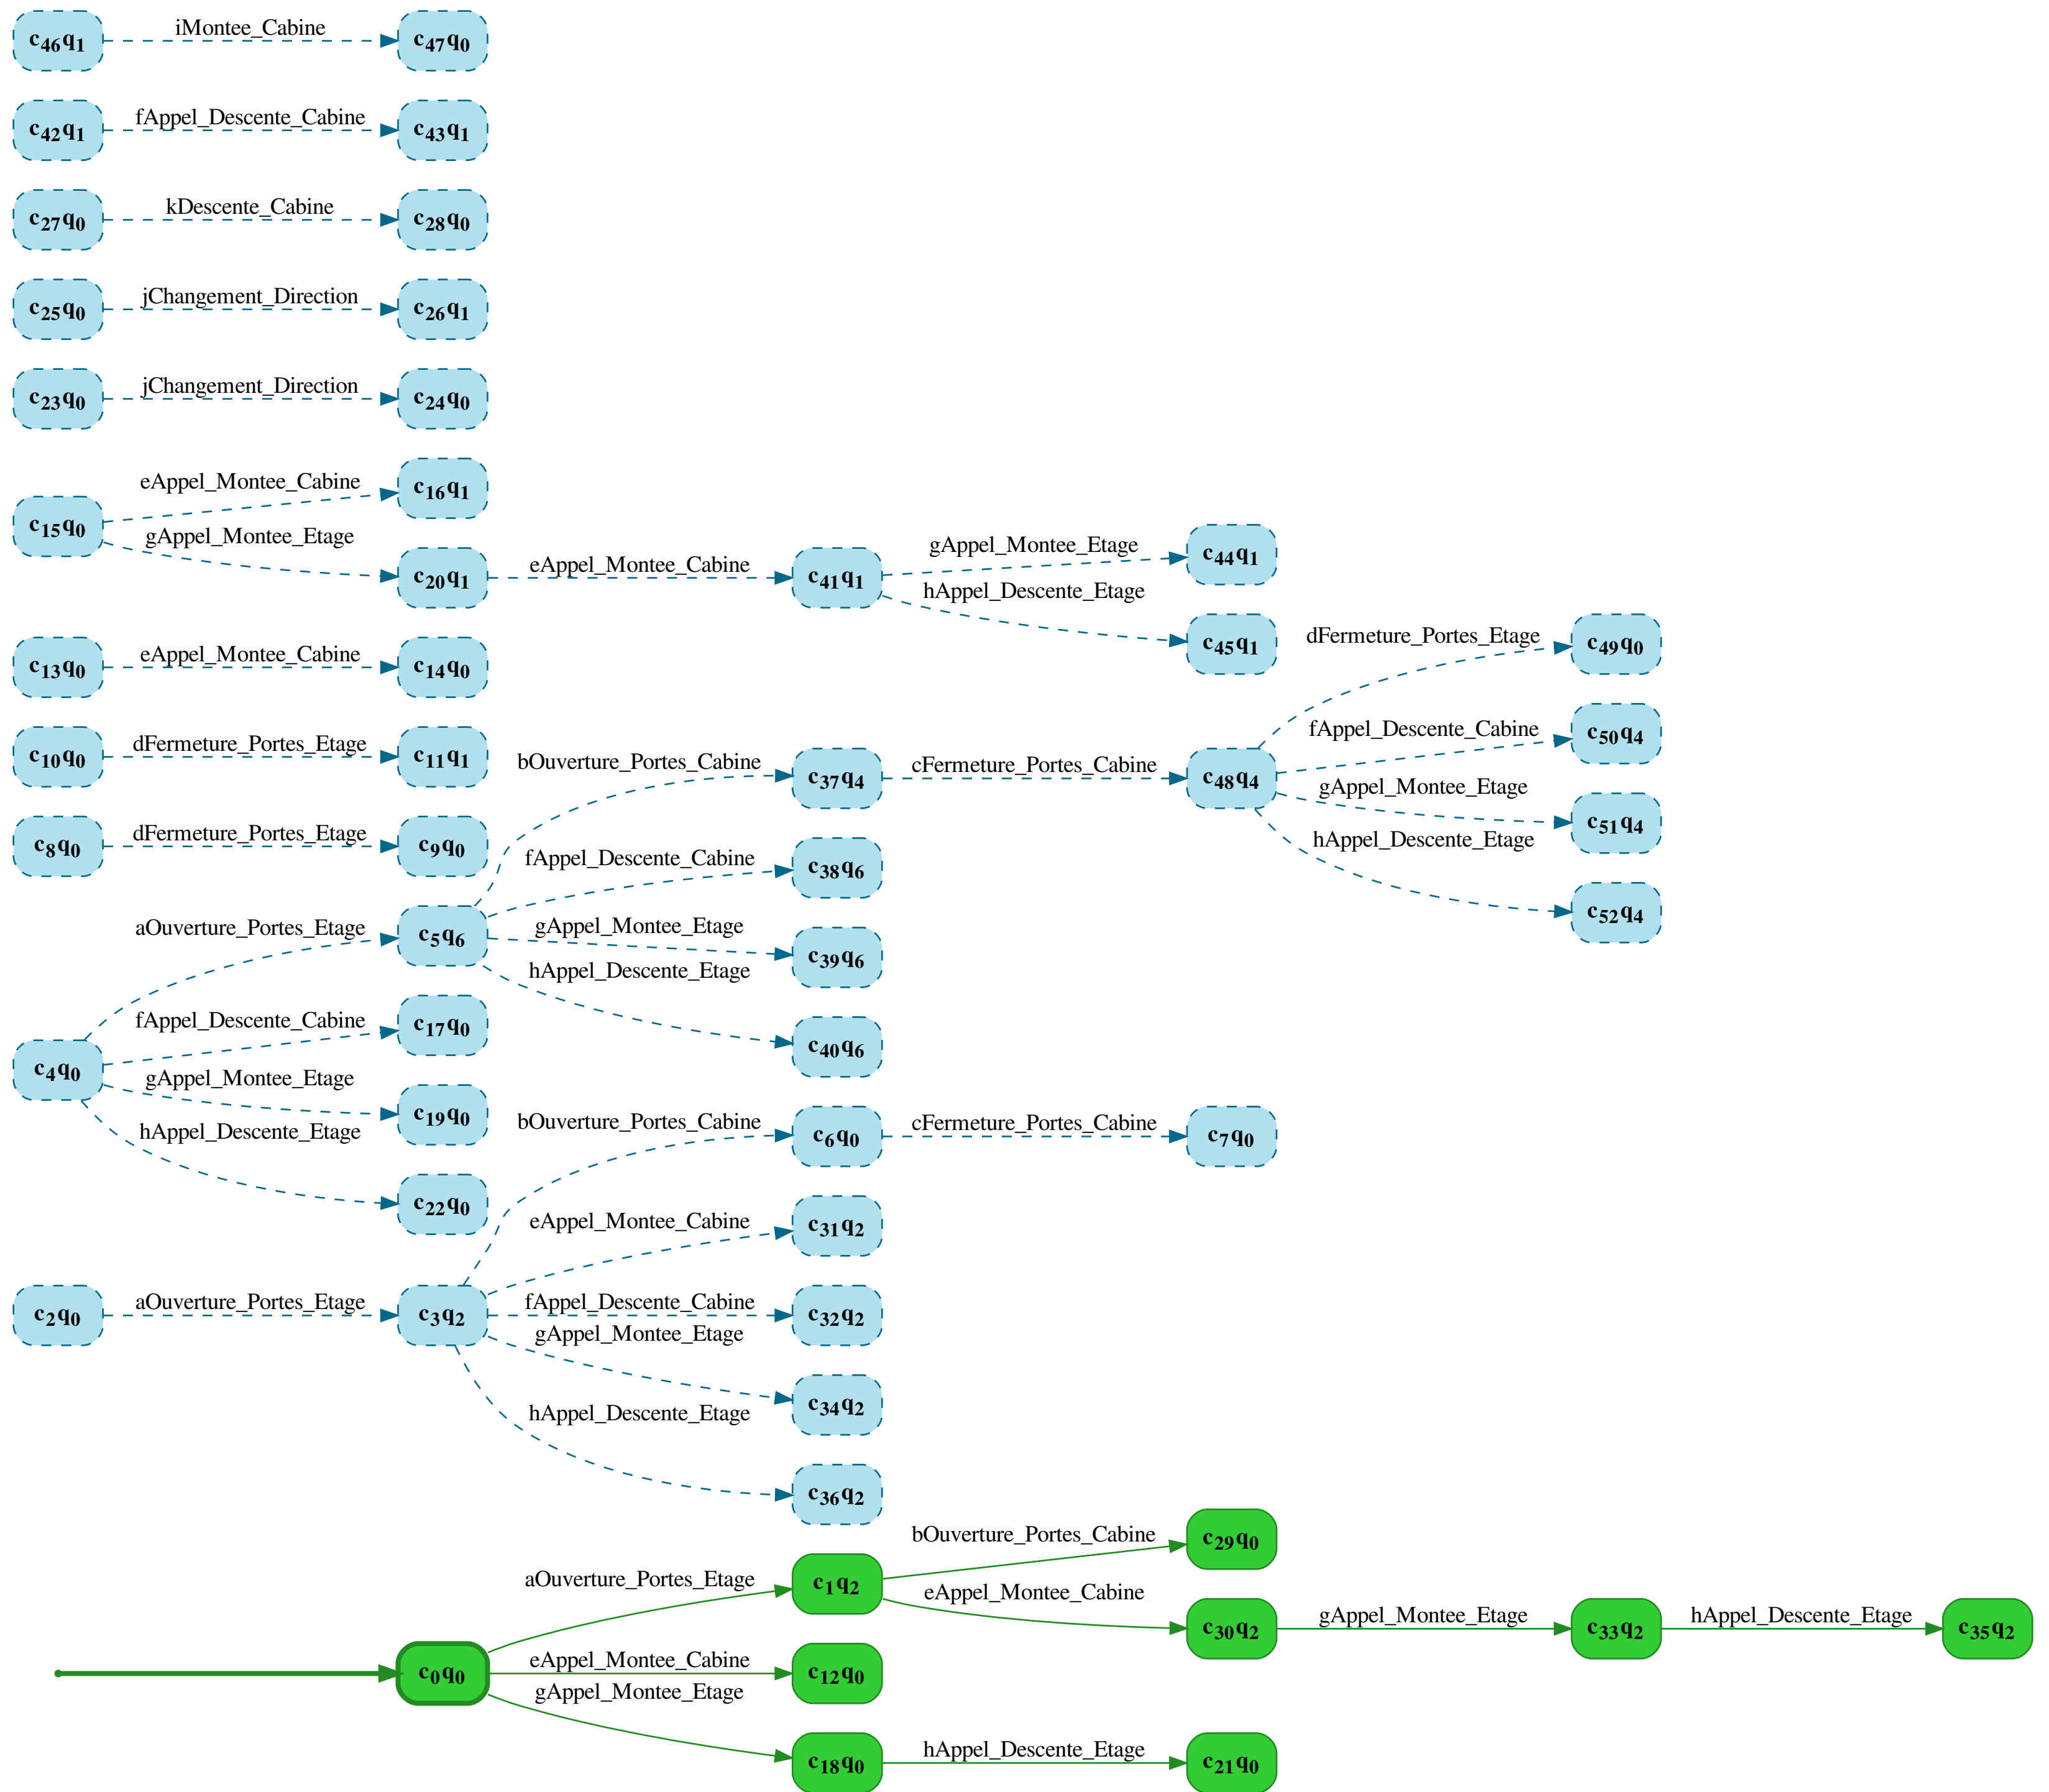 c46q1 iMontee_Cabine c47q0
c42q1 fAppel_Descente_Cabine c43q1
c27q0 kDescente_Cabine c28q0
c25q0 jChangement_Direction c26q1
c23q0 jChangement_Direction c24q0
c15q0 eAppel_Montee_Cabine c16q1
gAppel_Montee_Etage c20q1 eAppel_Montee_Cabine c41q1 gAppel_Montee_Etage c44q1
hAppel_Descente_Etage c45q1
c13q0 eAppel_Montee_Cabine c14q0
c10q0 dFermeture_Portes_Etage c11q1
c8q0 dFermeture_Portes_Etage c9q0
c4q0 aOuverture_Portes_Etage c5q6 bOuverture_Portes_Cabine c37q4 cFermeture_Portes_Cabine c48q4 dFermeture_Portes_Etage c49q0
fAppel_Descente_Cabine c50q4
gAppel_Montee_Etage c51q4
hAppel_Descente_Etage c52q4
fAppel_Descente_Cabine c38q6
gAppel_Montee_Etage c39q6
hAppel_Descente_Etage c40q6
fAppel_Descente_Cabine c17q0
gAppel_Montee_Etage c19q0
hAppel_Descente_Etage c22q0
c2q0 aOuverture_Portes_Etage c3q2 bOuverture_Portes_Cabine c6q0 cFermeture_Portes_Cabine c7q0
eAppel_Montee_Cabine c31q2
fAppel_Descente_Cabine c32q2
gAppel_Montee_Etage c34q2
hAppel_Descente_Etage c36q2
c0q0 aOuverture_Portes_Etage c1q2 bOuverture_Portes_Cabine c29q0
eAppel_Montee_Cabine c30q2 gAppel_Montee_Etage c33q2 hAppel_Descente_Etage c35q2
eAppel_Montee_Cabine c12q0
gAppel_Montee_Etage c18q0 hAppel_Descente_Etage c21q0